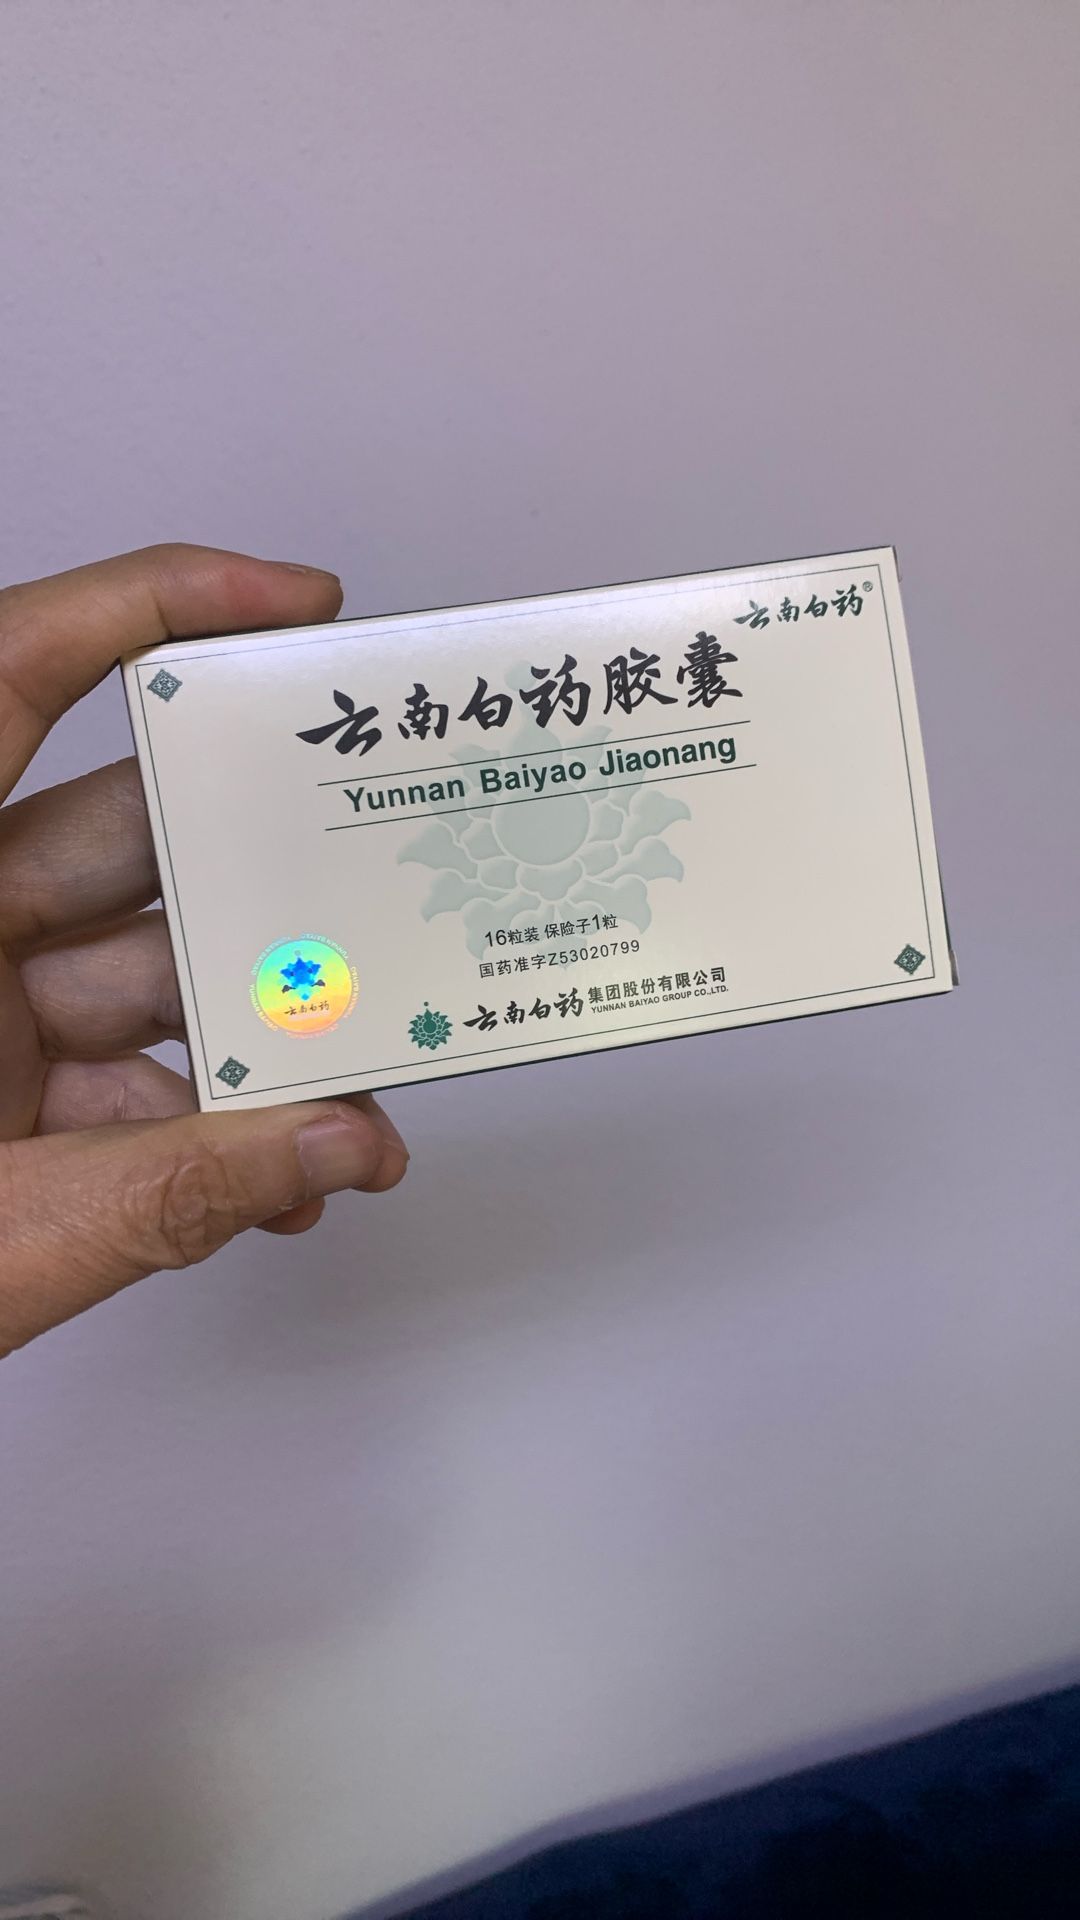 云南白药®
云南白药胶囊
Yunnan Baiyao Jiaonang
16粒装 保险子1粒
国药准字Z53020799
云南白药
云南白药集团股份有限公司
YUNNAN BAIYAO GROUP CO.,LTD.